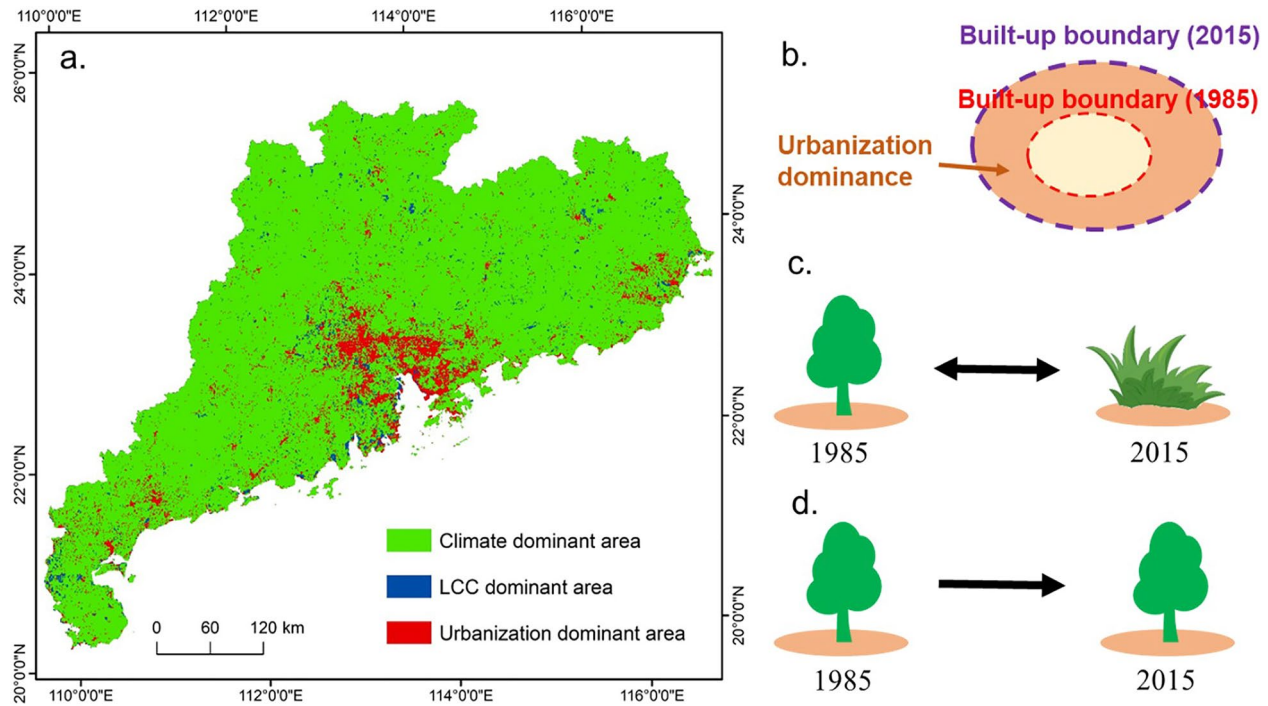 110°0'0"E
112°0'0"E
114°0'0"E
116°0'0"E
a.
26°0'0"N
24°0'0"N
22°0'0"N
20°0'0"N
24°0'0"N
22°0'0"N
20°0'0"N
Climate dominant area
LCC dominant area
Urbanization dominant area
0 60 120 km
110°0'0"E
112°0'0"E
114°0'0"E
116°0'0"E
b.
Built-up boundary (2015)
Built-up boundary (1985)
Urbanization
dominance
c.
1985
2015
d.
1985
2015